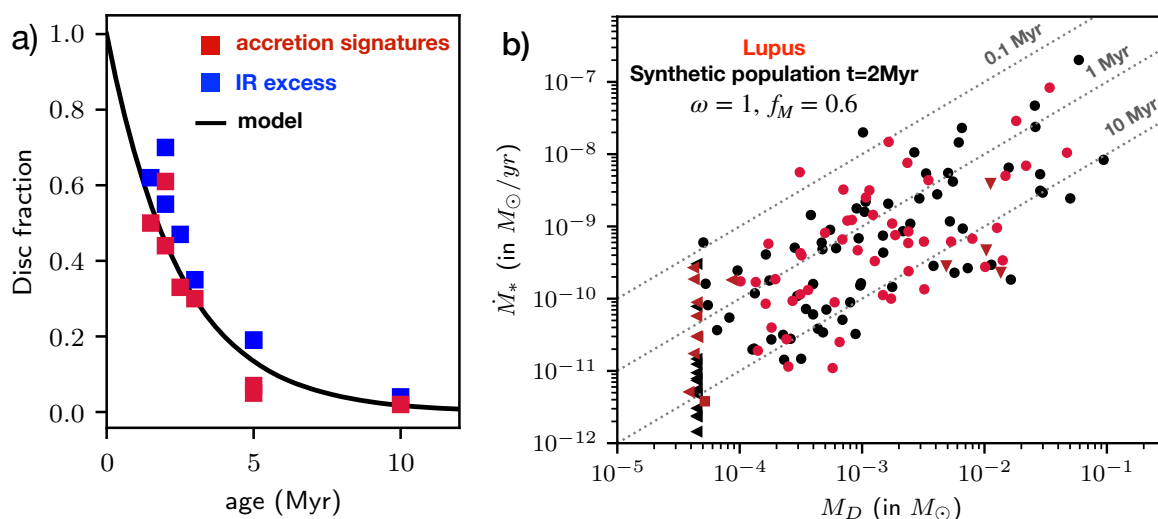 a)
1.0
0.8
0.6
0.4
0.2
0.0
Disc fraction
accretion signatures
IR excess
model
0
5
10
age (Myr)
b)
10⁻⁷
10⁻⁸
10⁻⁹
10⁻¹⁰
10⁻¹¹
10⁻¹²
Ṁ* (in M⊙/yr)
Lupus
Synthetic population t=2Myr
ω = 1, f_M = 0.6
0.1 Myr
1 Myr
10 Myr
10⁻⁵
10⁻⁴
10⁻³
10⁻²
10⁻¹
M_D (in M⊙)